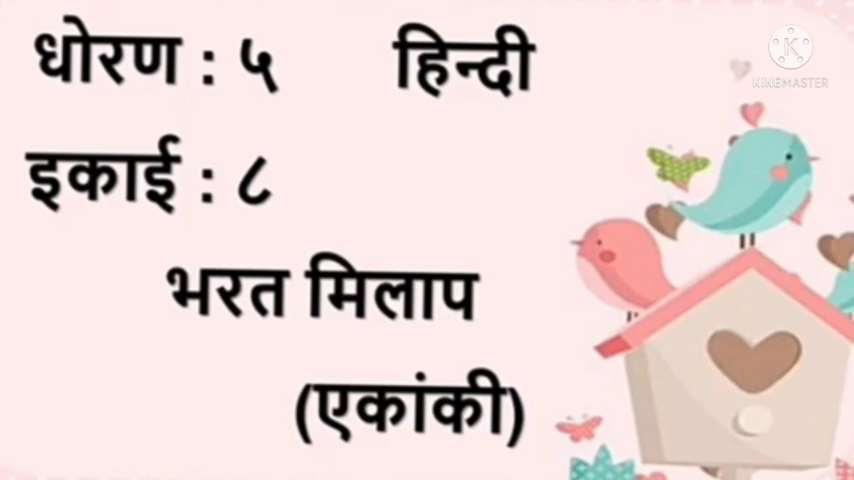 धोरण : ५ हिन्दी
इकाई : ८
भरत मिलाप
(एकांकी)
K
KINEMASTER